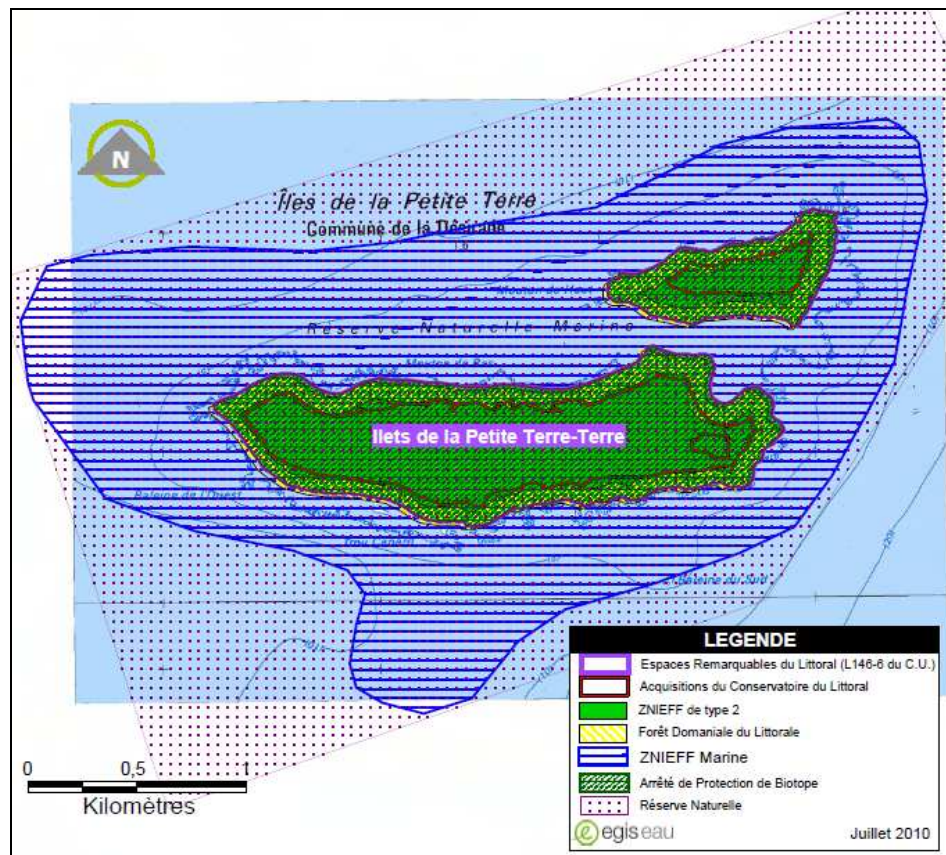 N
Îles de la Petite Terre
Commune de la Désirade
Réserve Naturelle Marine
Ilets de la Petite Terre-Terre
Baleine de l'Ouest
Trou Canard
Baleine du Sud
0 0,5 1
Kilomètres
LEGENDE
Espaces Remarquables du Littoral (L146-6 du C.U.)
Acquisitions du Conservatoire du Littoral
ZNIEFF de type 2
Forêt Domaniale du Littorale
ZNIEFF Marine
Arrêté de Protection de Biotope
Réserve Naturelle
egis eau
Juillet 2010